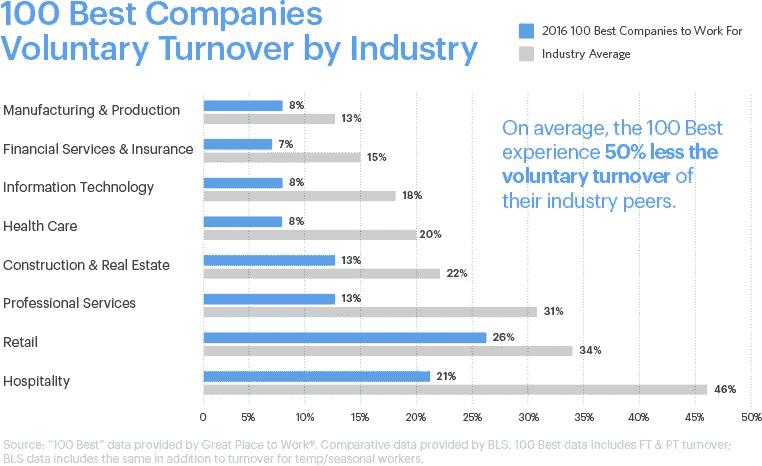 100 Best Companies
Voluntary Turnover by Industry
2016 100 Best Companies to Work For
Industry Average
Manufacturing & Production
8%
13%
Financial Services & Insurance
7%
15%
Information Technology
8%
18%
Health Care
8%
20%
Construction & Real Estate
13%
22%
Professional Services
13%
31%
Retail
26%
34%
Hospitality
21%
46%
On average, the 100 Best
experience 50% less the
voluntary turnover of
their industry peers.
0 5% 10% 15% 20% 25% 30% 35% 40% 45% 50%
Source: "100 Best" data provided by Great Place to Work®. Comparative data provided by BLS. 100 Best data includes FT & PT turnover;
BLS data includes the same in addition to turnover for temp/seasonal workers.